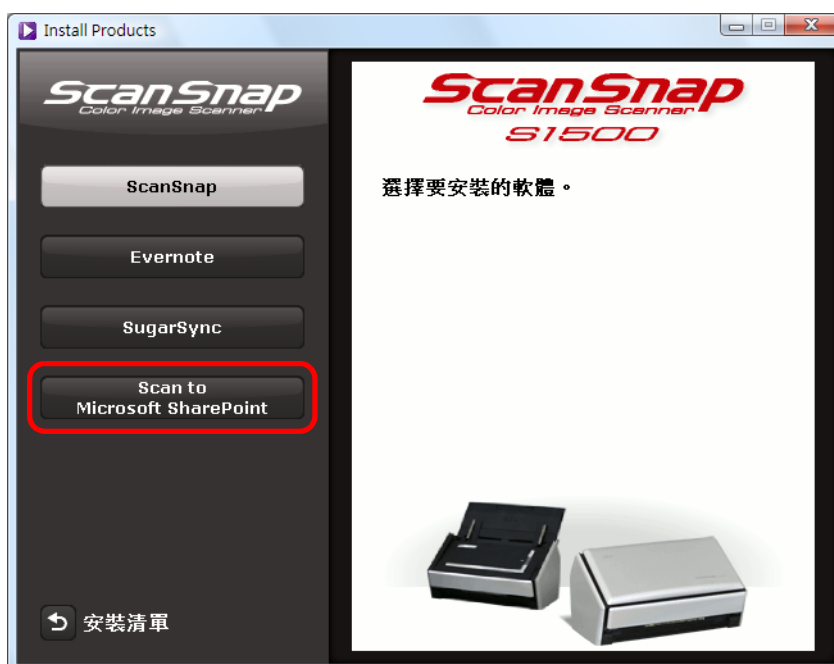 Install Products
ScanSnap
Color Image Scanner
ScanSnap
Evernote
SugarSync
Scan to
Microsoft SharePoint
安裝清單
ScanSnap
Color Image Scanner
S1500
選擇要安裝的軟體。